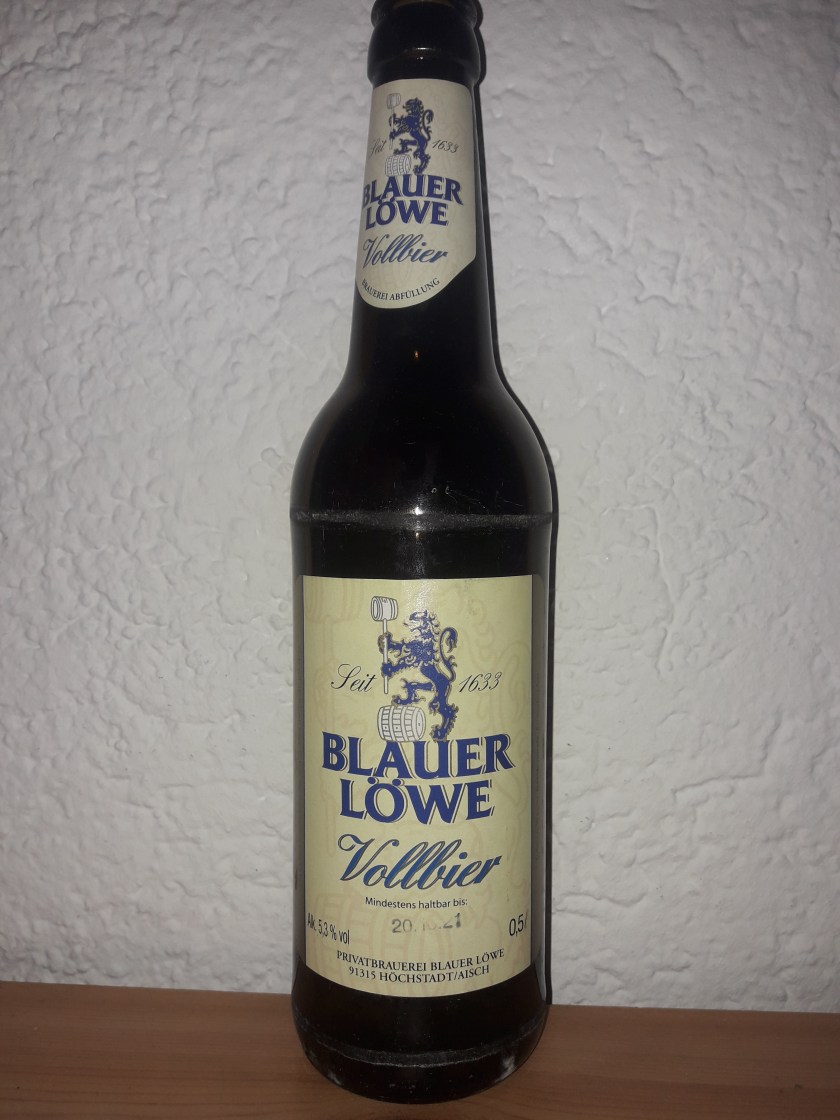 Seit 1633
BLAUER
LÖWE
Vollbier
BRAUEREI ABFÜLLUNG
Seit 1633
BLAUER
LÖWE
Vollbier
Mindestens haltbar bis:
Alk. 5,3 % vol
0,5 l
PRIVATBRAUEREI BLAUER LÖWE
91315 HÖCHSTADT/AISCH